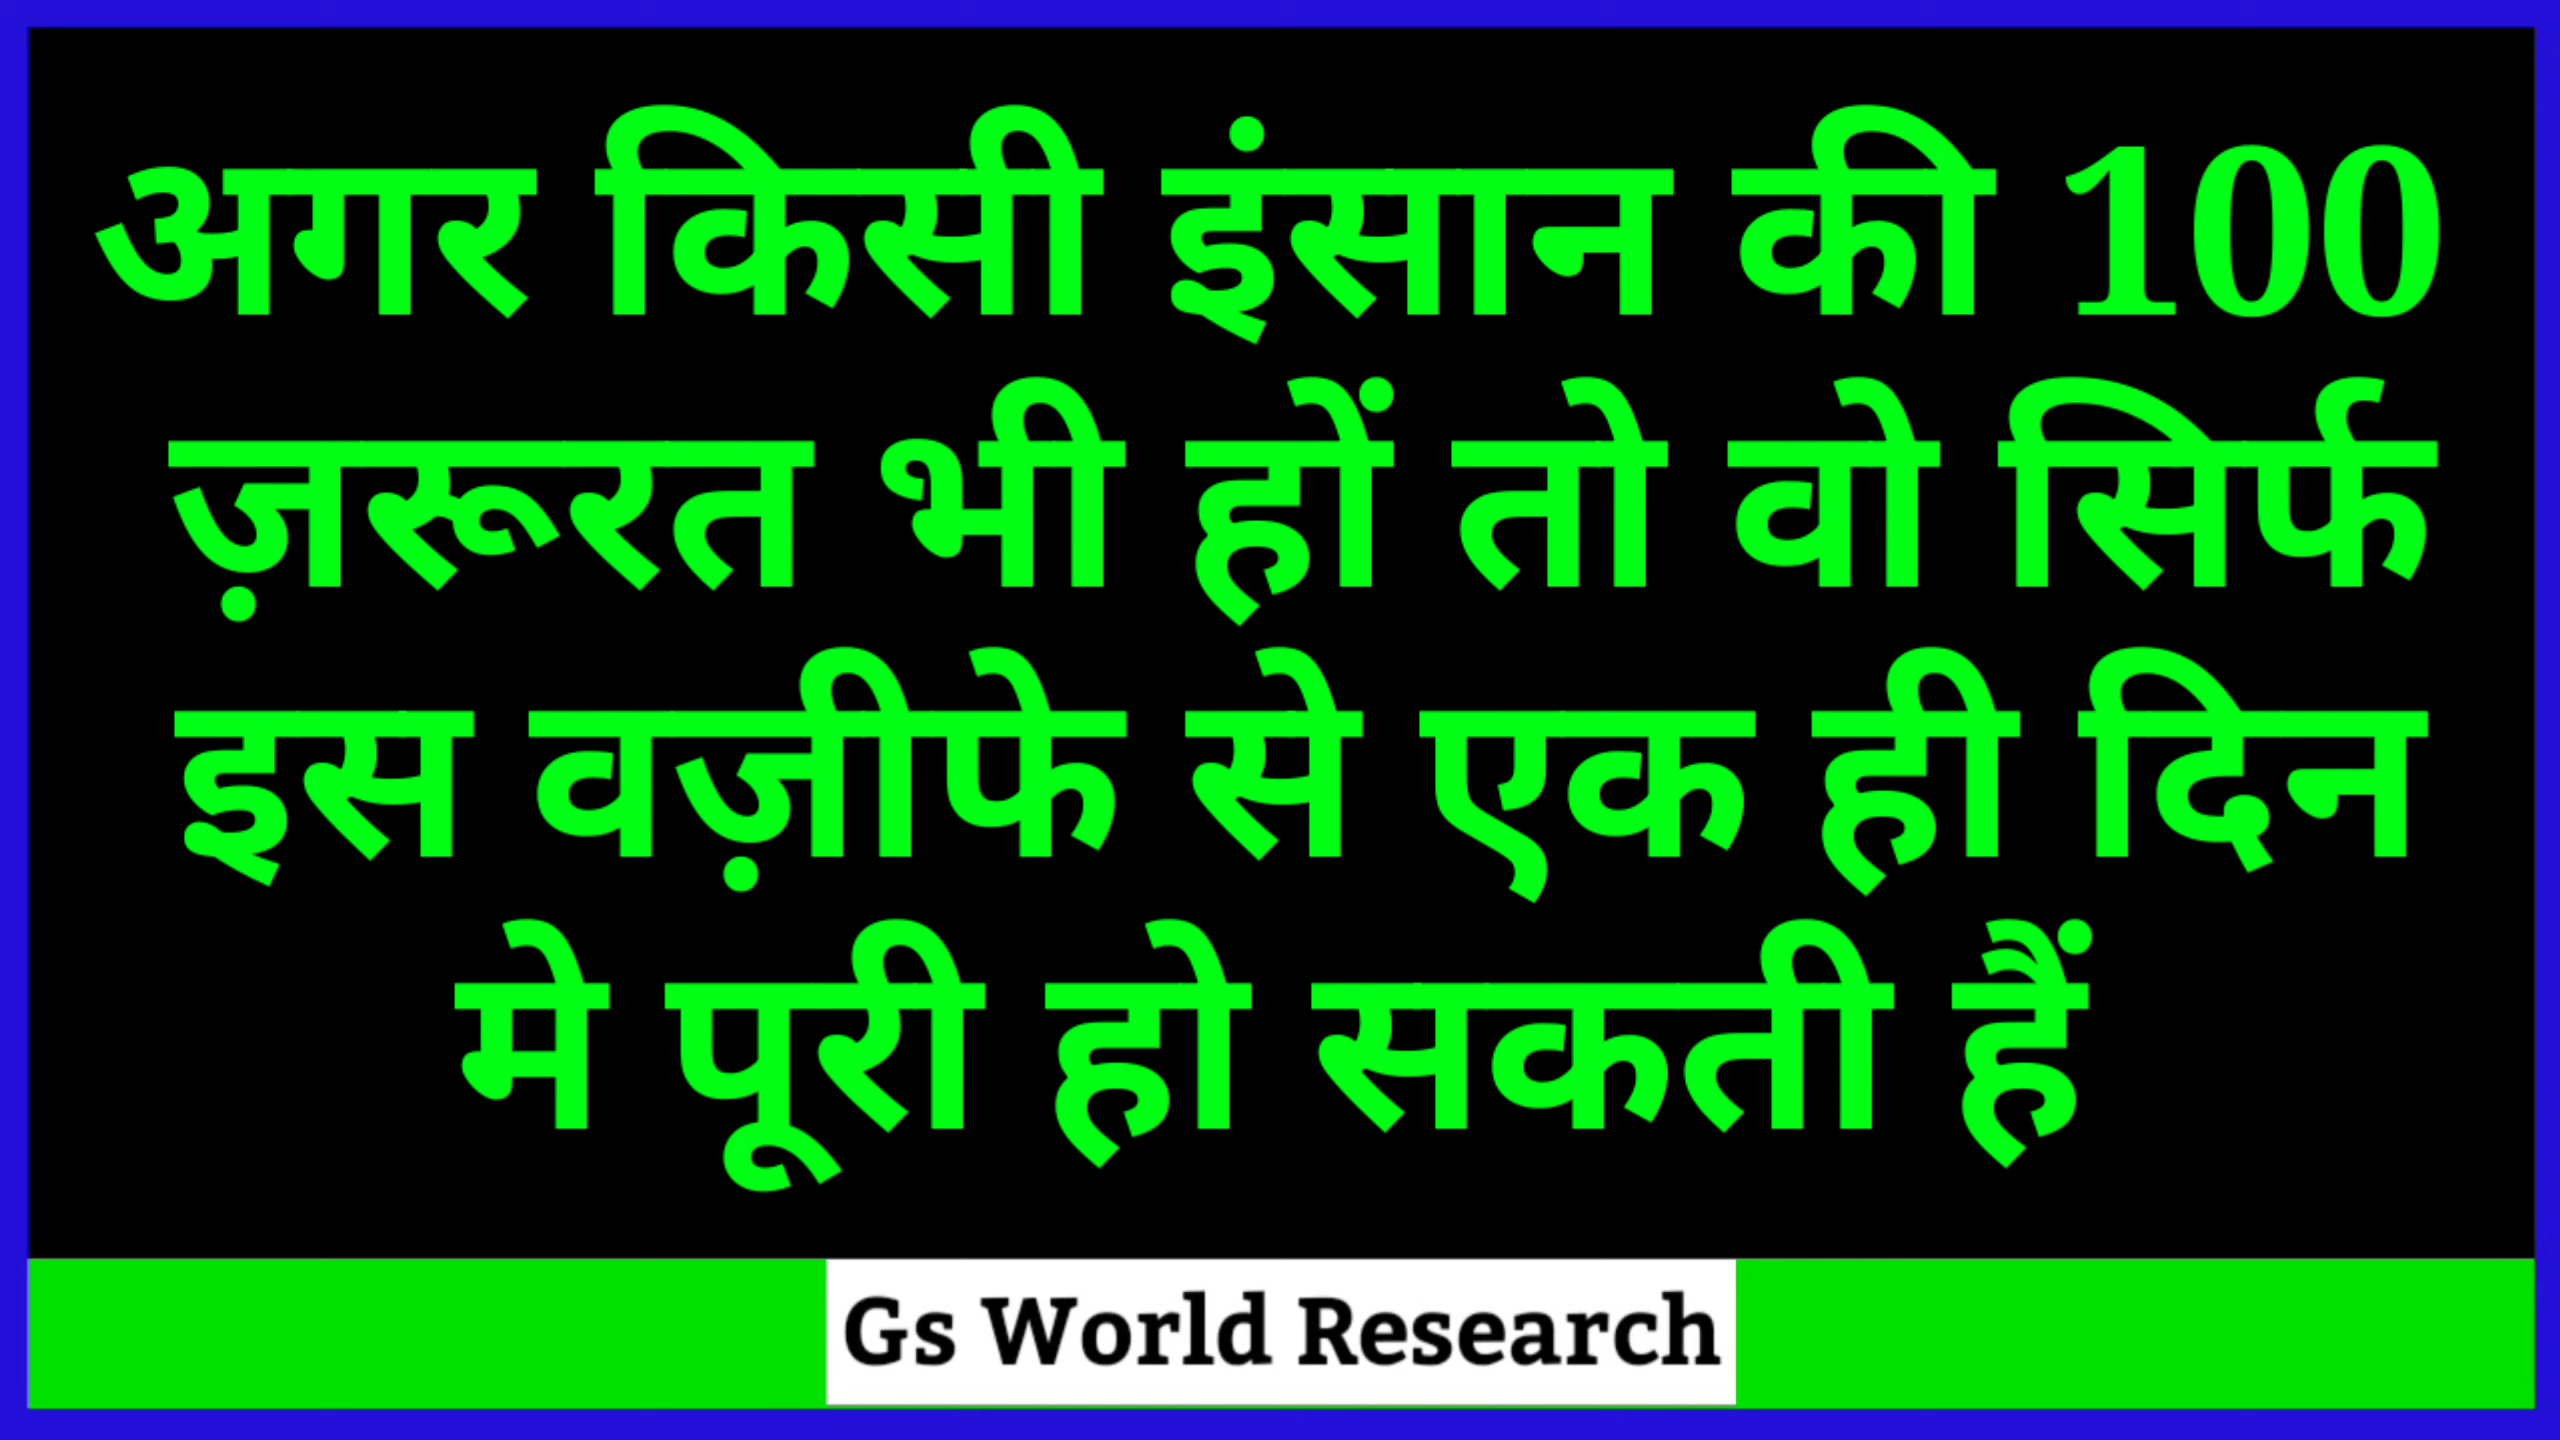 अगर किसी इंसान की 100
ज़रूरत भी हों तो वो सिर्फ
इस वज़ीफे से एक ही दिन
मे पूरी हो सकती हैं
Gs World Research